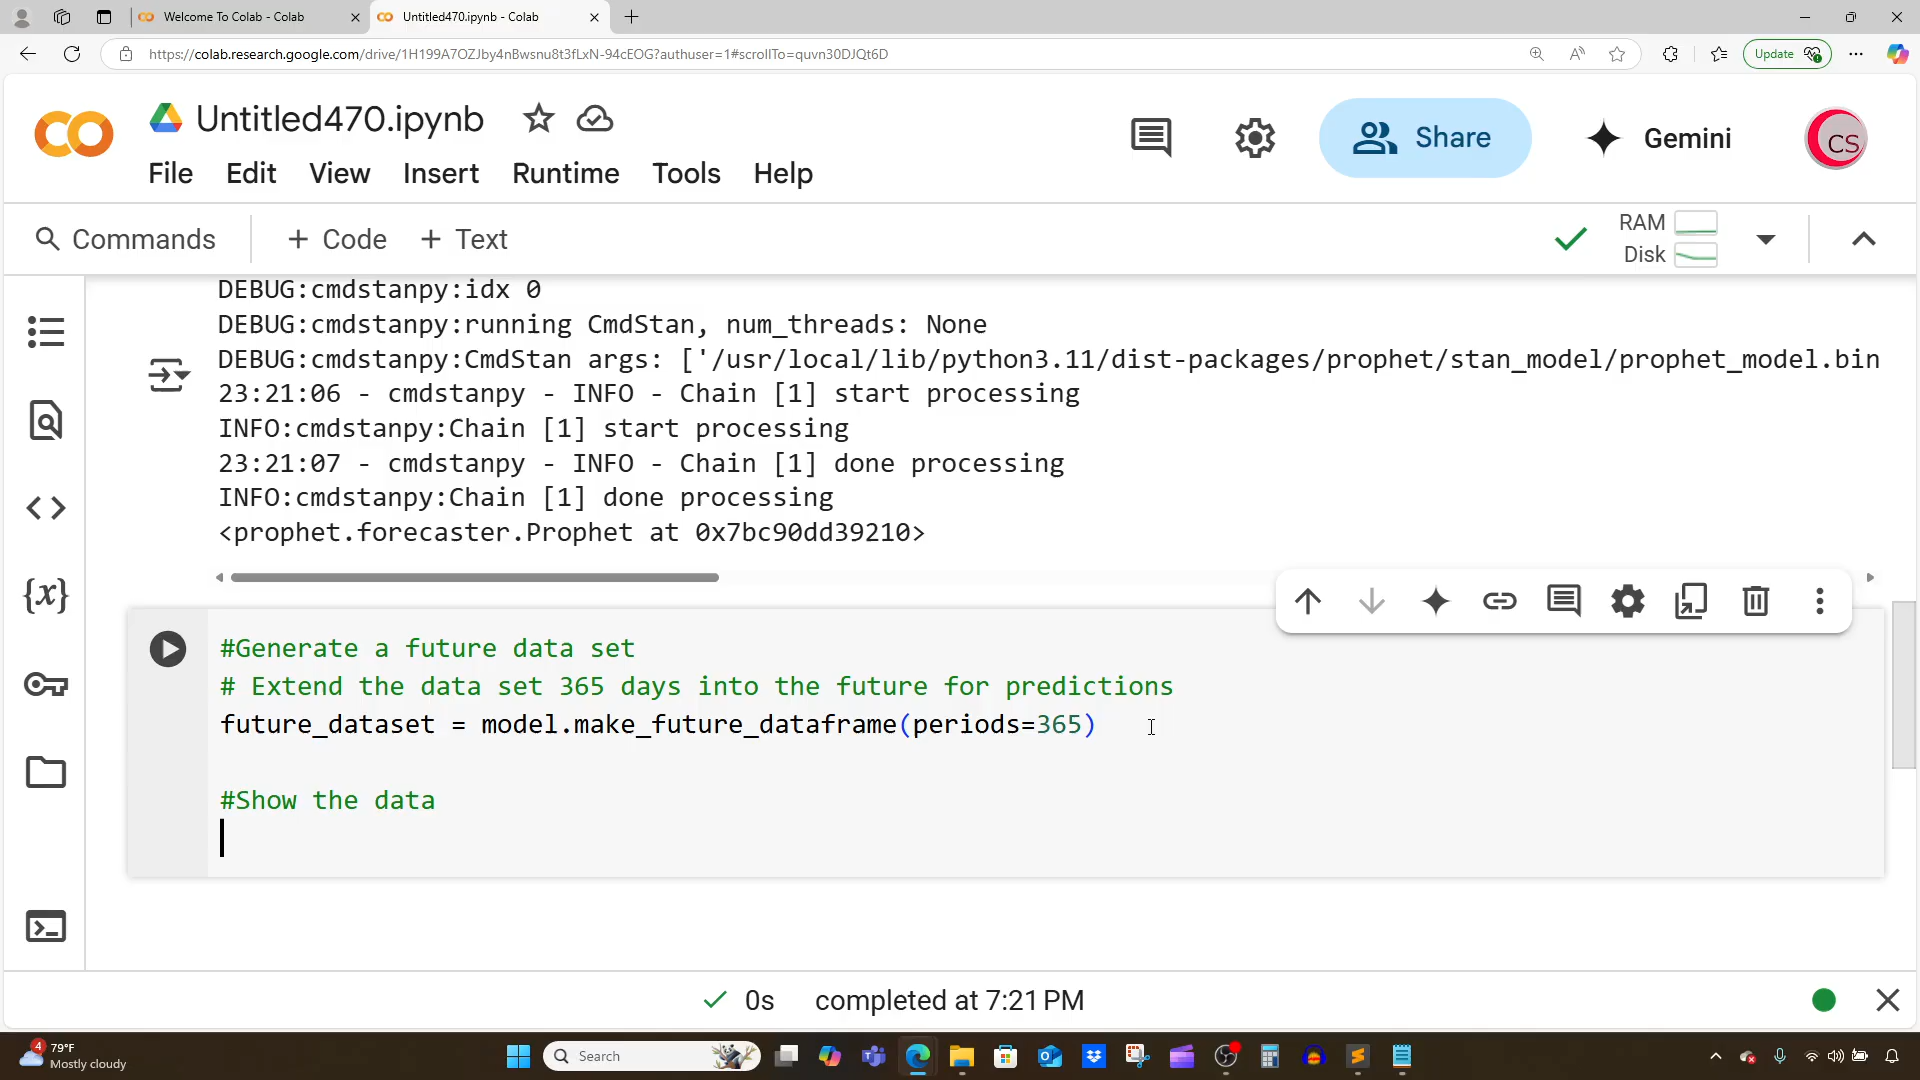 Welcome To Colab - Colab
Untitled470.ipynb - Colab
https://colab.research.google.com/drive/1H199A7OZJby4nBwsnu8t3fLxN-94cEOG?authuser=1#scrollTo=quvn30DJQt6D
Update
Untitled470.ipynb
File Edit View Insert Runtime Tools Help
Share
Gemini
CS
Commands + Code + Text
RAM
Disk
DEBUG:cmdstanpy:idx 0
DEBUG:cmdstanpy:running CmdStan, num_threads: None
DEBUG:cmdstanpy:CmdStan args: ['/usr/local/lib/python3.11/dist-packages/prophet/stan_model/prophet_model.bin
23:21:06 - cmdstanpy - INFO - Chain [1] start processing
INFO:cmdstanpy:Chain [1] start processing
23:21:07 - cmdstanpy - INFO - Chain [1] done processing
INFO:cmdstanpy:Chain [1] done processing
<prophet.forecaster.Prophet at 0x7bc90dd39210>
#Generate a future data set
# Extend the data set 365 days into the future for predictions
future_dataset = model.make_future_dataframe(periods=365)
#Show the data
{x}
0s completed at 7:21 PM
4
79°F
Mostly cloudy
Search